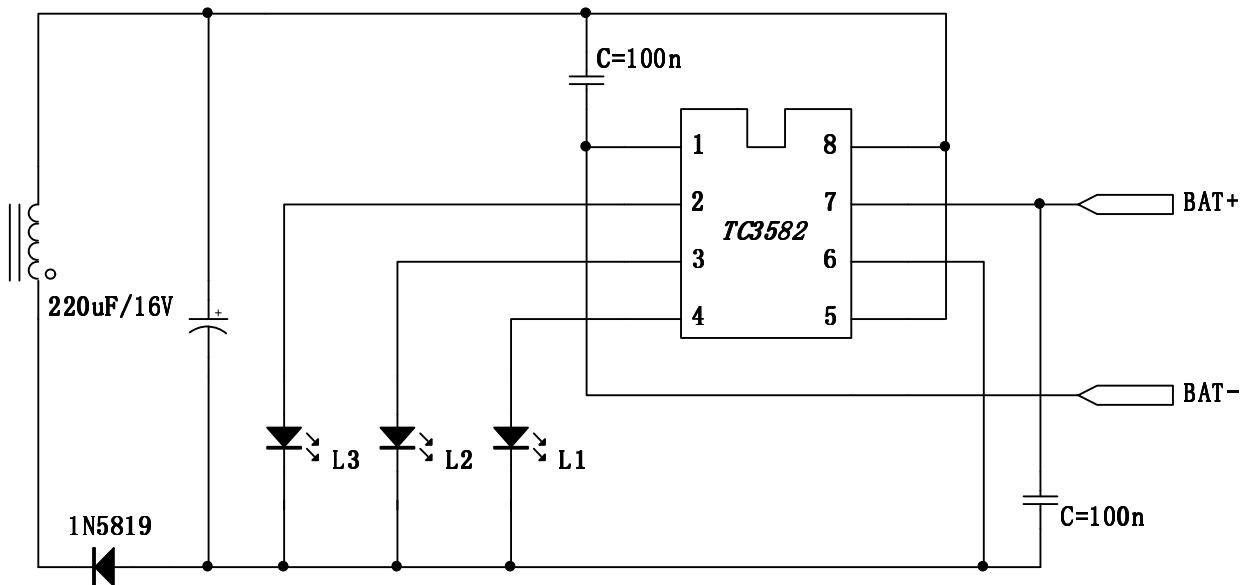 C=100n
1
8
2
7
BAT+
TC3582
3
6
220uF/16V
+
4
5
BAT-
L3
L2
L1
1N5819
C=100n